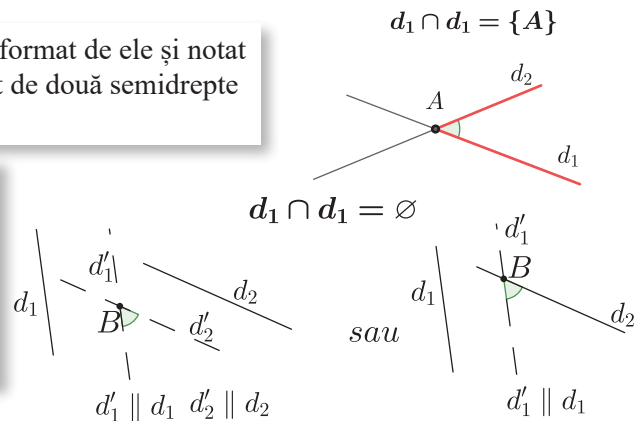 format de ele și notat
de două semidrepte
d₁ ∩ d₁ = {A}
A
d₂
d₁
d₁ ∩ d₁ = ∅
d₁
d′₁
B
d′₂
d₂
d′₁ ∥ d₁ d′₂ ∥ d₂
sau
d₁
d′₁
B
d₂
d′₁ ∥ d₁